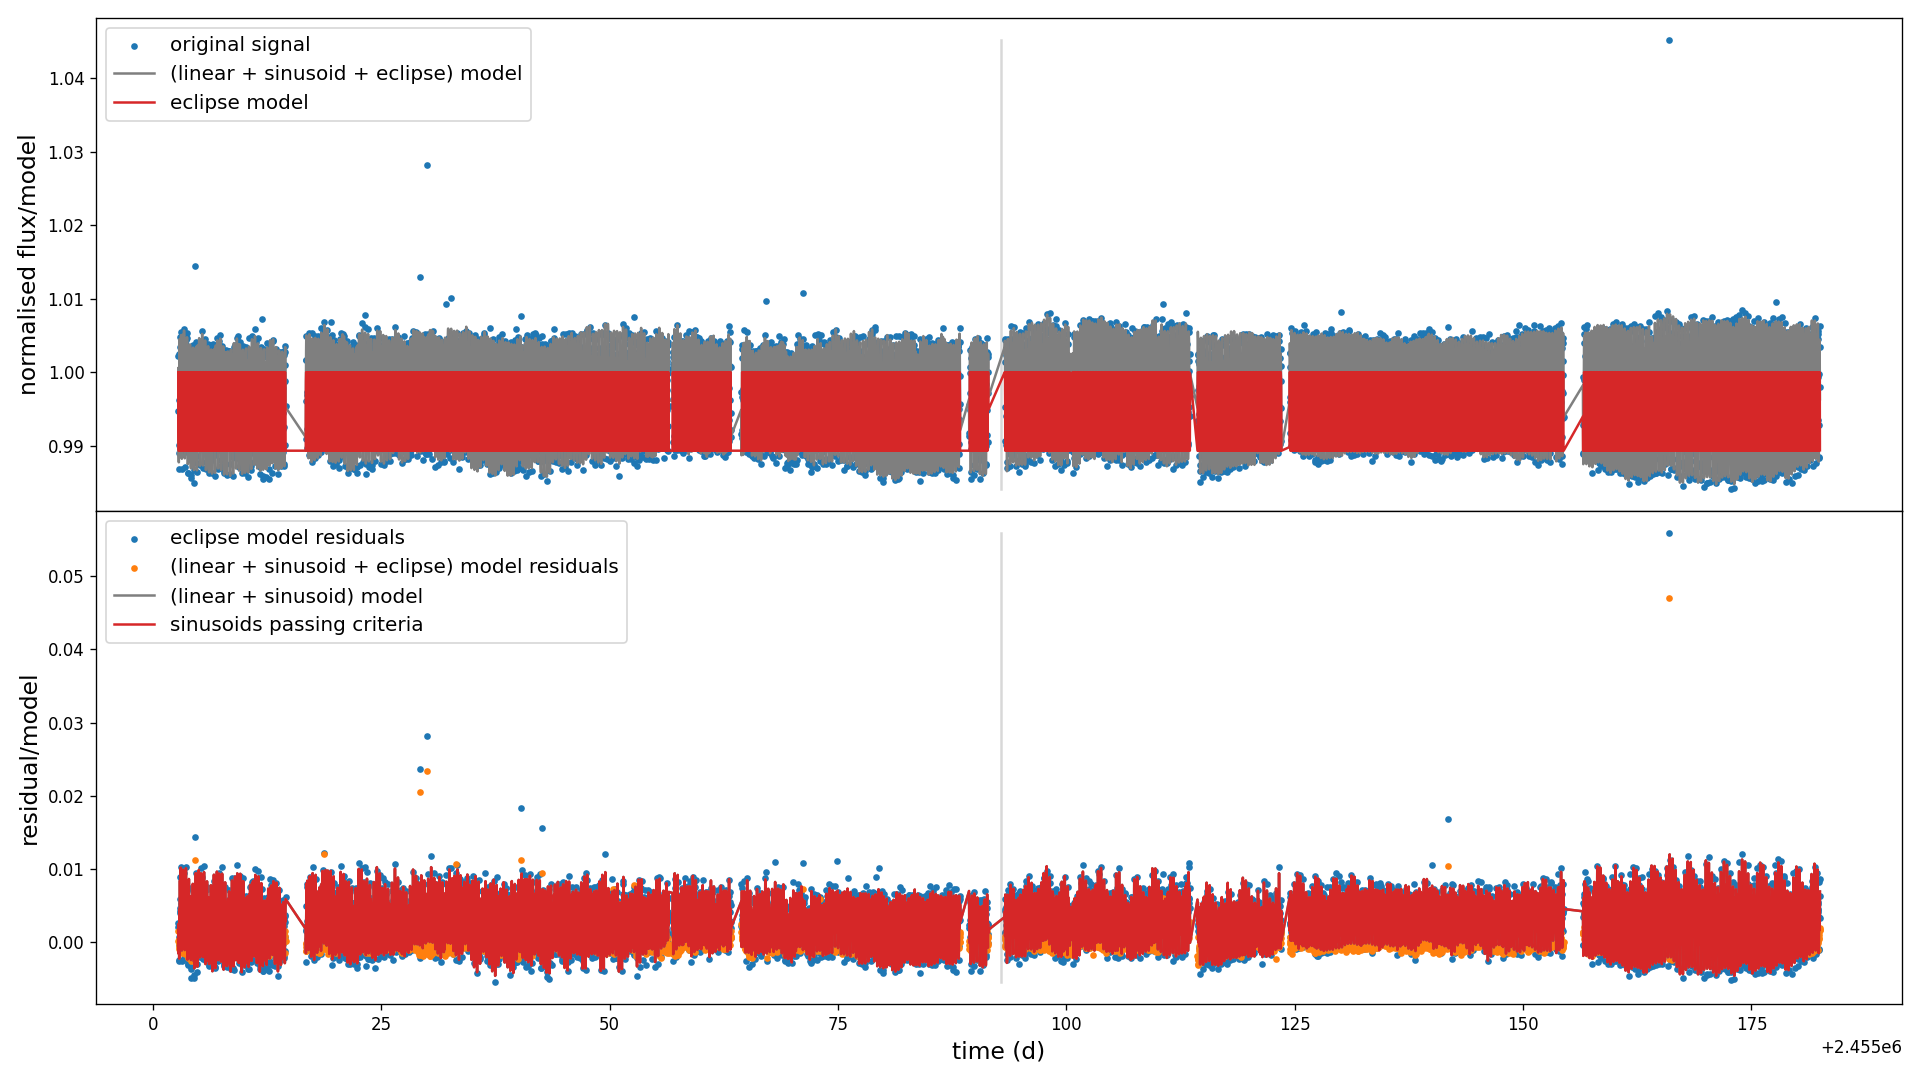 original signal
(linear + sinusoid + eclipse) model
eclipse model
1.04
1.03
1.02
1.01
1.00
0.99
normalised flux/model
eclipse model residuals
(linear + sinusoid + eclipse) model residuals
(linear + sinusoid) model
sinusoids passing criteria
0.05
0.04
0.03
0.02
0.01
0.00
residual/model
0 25 50 75 100 125 150 175
time (d)
+2.455e6